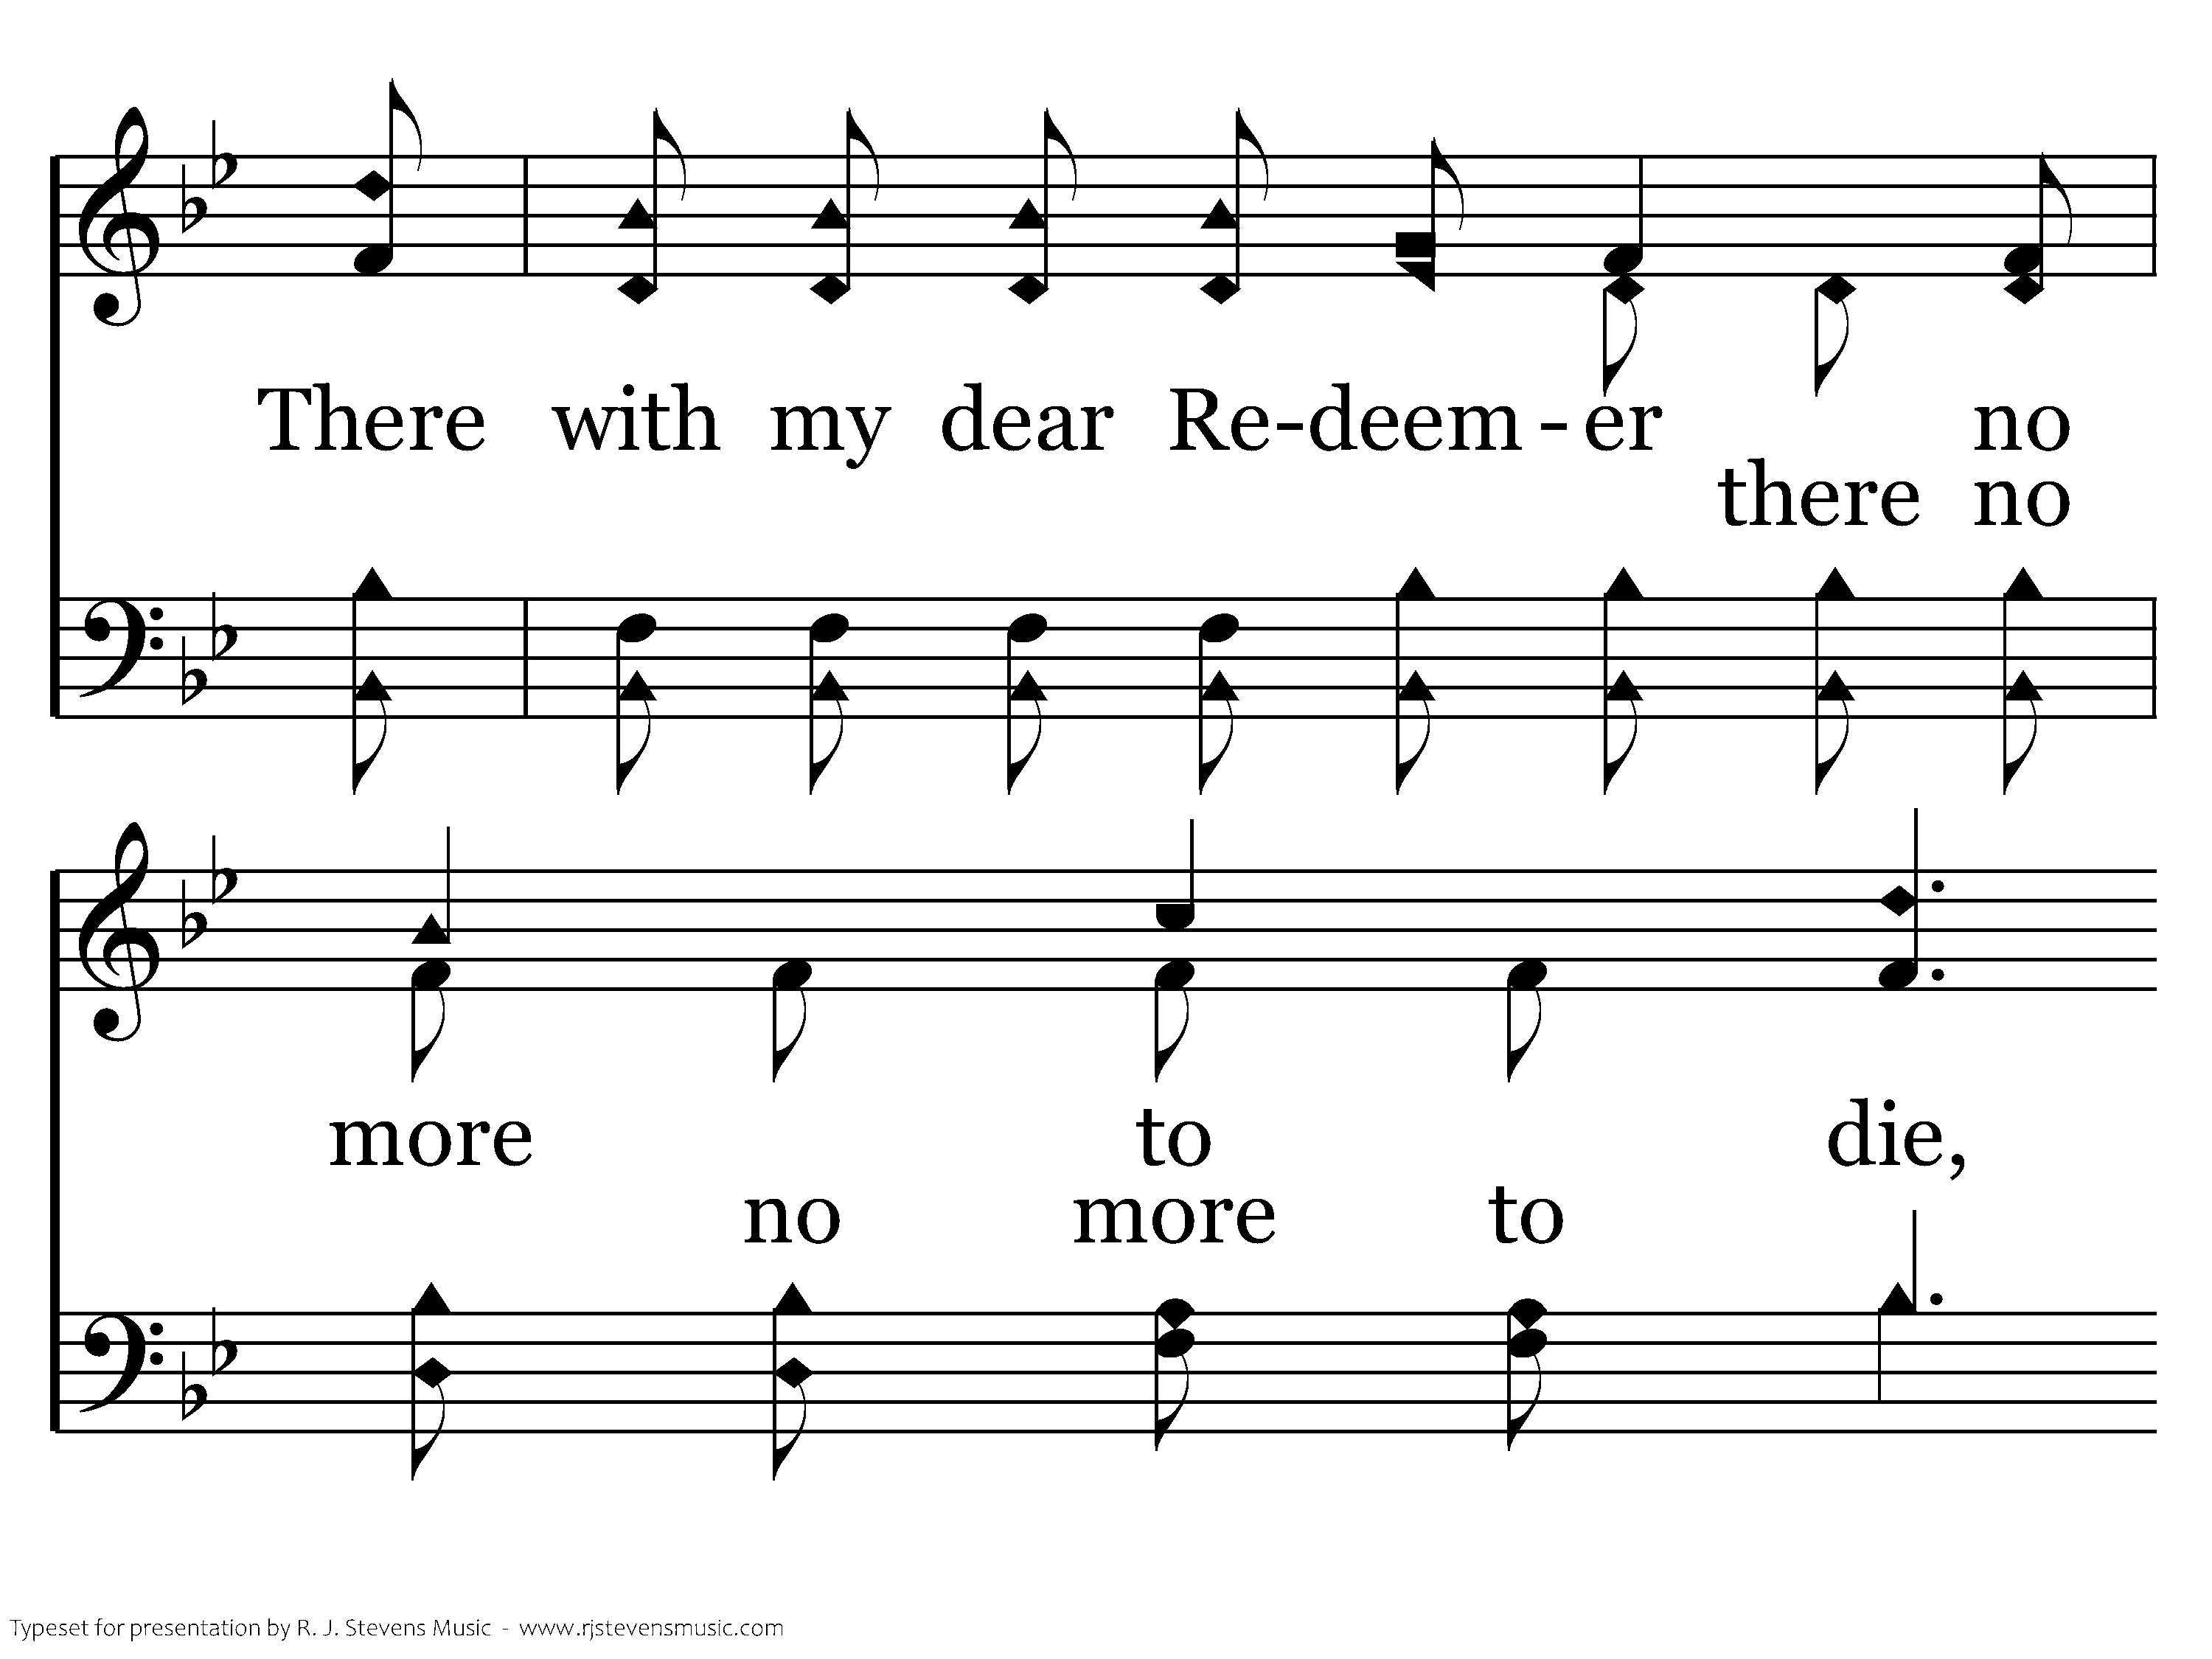 There with my dear Re-deem - er no
there no
more to die,
no more to
Typeset for presentation by R. J. Stevens Music - www.rjstevensmusic.com